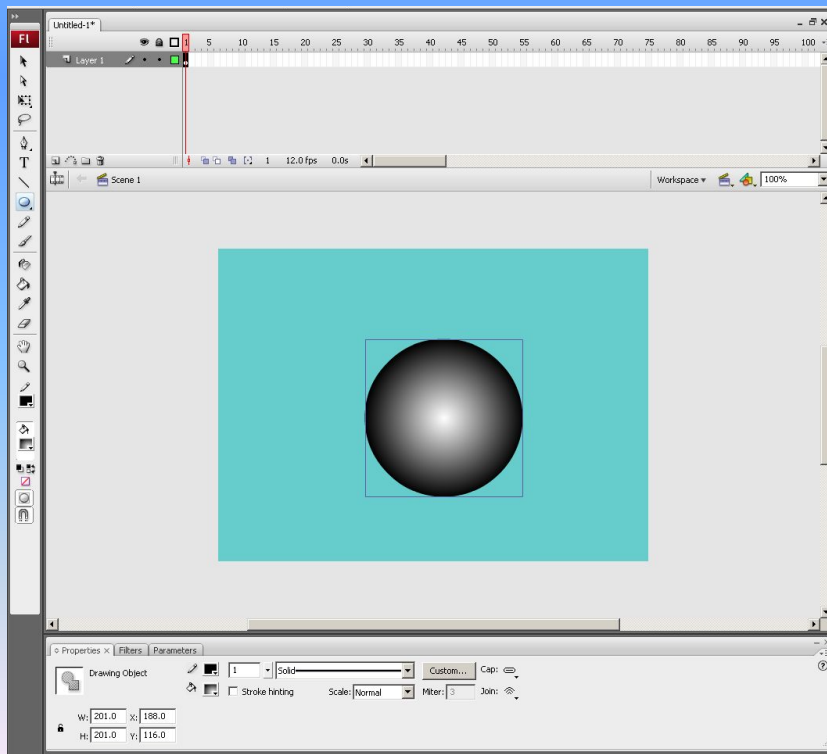 Untitled-1*
Fl
1 5 10 15 20 25 30 35 40 45 50 55 60 65 70 75 80 85 90 95 100
Layer 1
1 12.0 fps 0.0s
Scene 1
Workspace 100%
T
Properties × Filters Parameters
Drawing Object
1 Solid Custom... Cap:
Stroke hinting Scale: Normal Miter: 3 Join:
W: 201.0 X: 188.0
H: 201.0 Y: 116.0